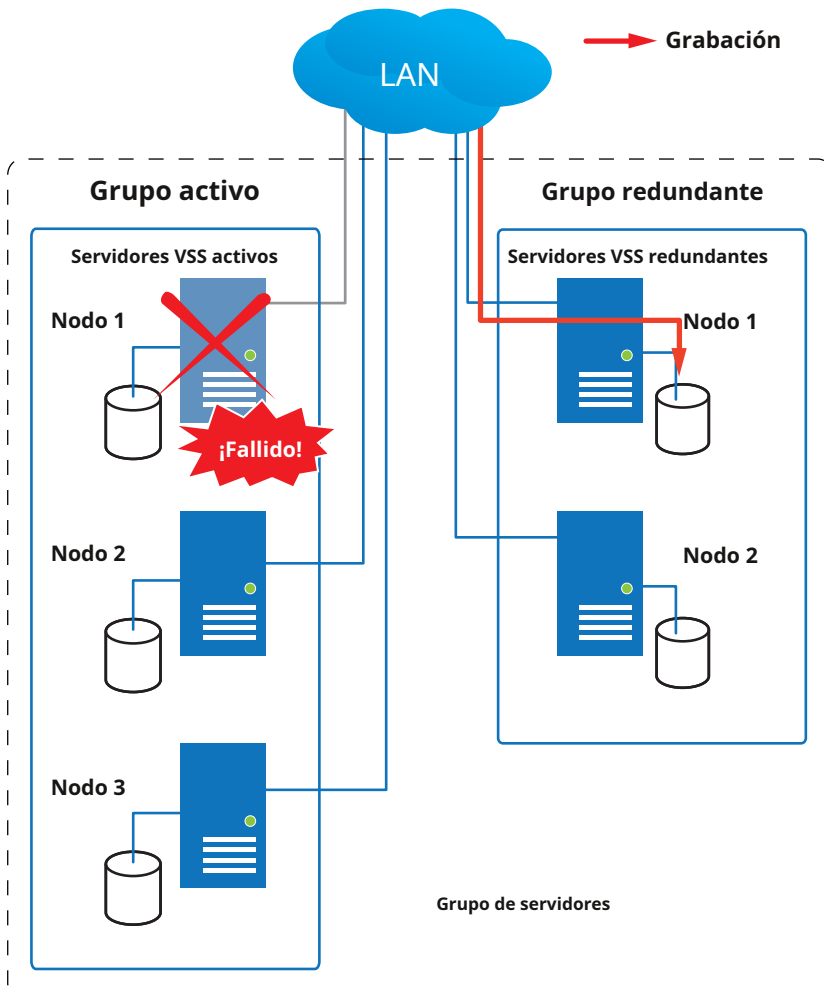 LAN
Grabación
Grupo activo
Grupo redundante
Servidores VSS activos
Servidores VSS redundantes
Nodo 1
Nodo 1
¡Fallido!
Nodo 2
Nodo 2
Nodo 3
Grupo de servidores